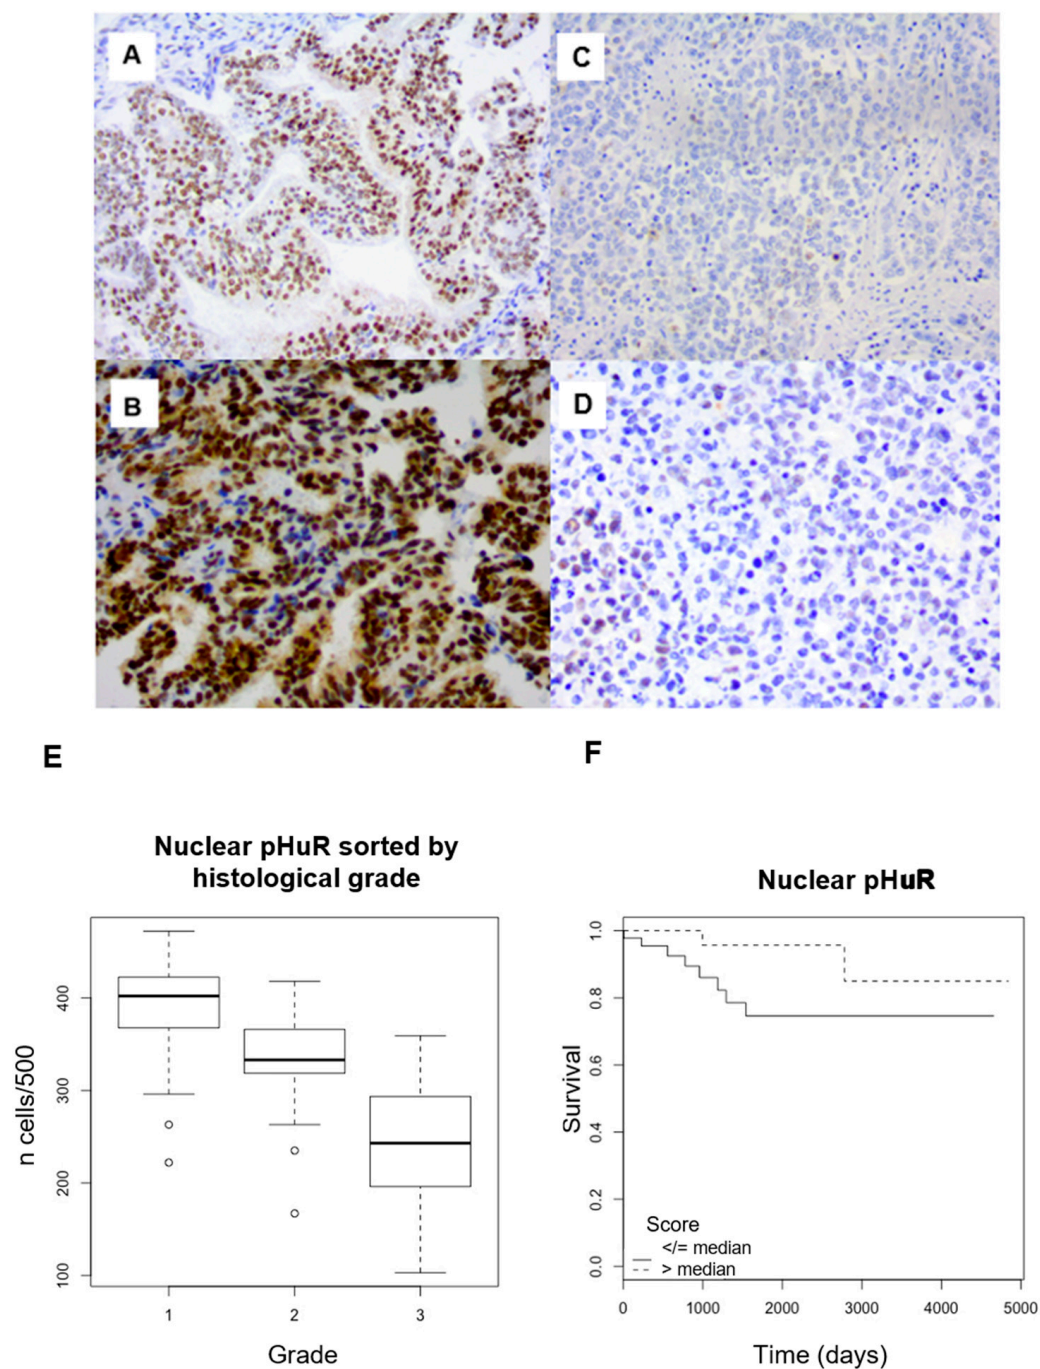 A
C
B
D
E
F
Nuclear pHuR sorted by
histological grade
n cells/500
400
300
200
100
1
2
3
Grade
Nuclear pHuR
Survival
1.0
0.8
0.6
0.4
0.2
0.0
Score
</= median
> median
0
1000
2000
3000
4000
5000
Time (days)